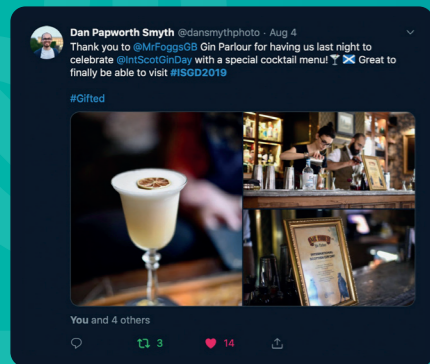 Dan Papworth Smyth @dansmythphoto · Aug 4
Thank you to @MrFoggsGB Gin Parlour for having us last night to
celebrate @IntScotGinDay with a special cocktail menu!🍸🏴󠁧󠁢󠁳󠁣󠁴󠁿 Great to
finally be able to visit #ISGD2019
#Gifted
You and 4 others
3
14